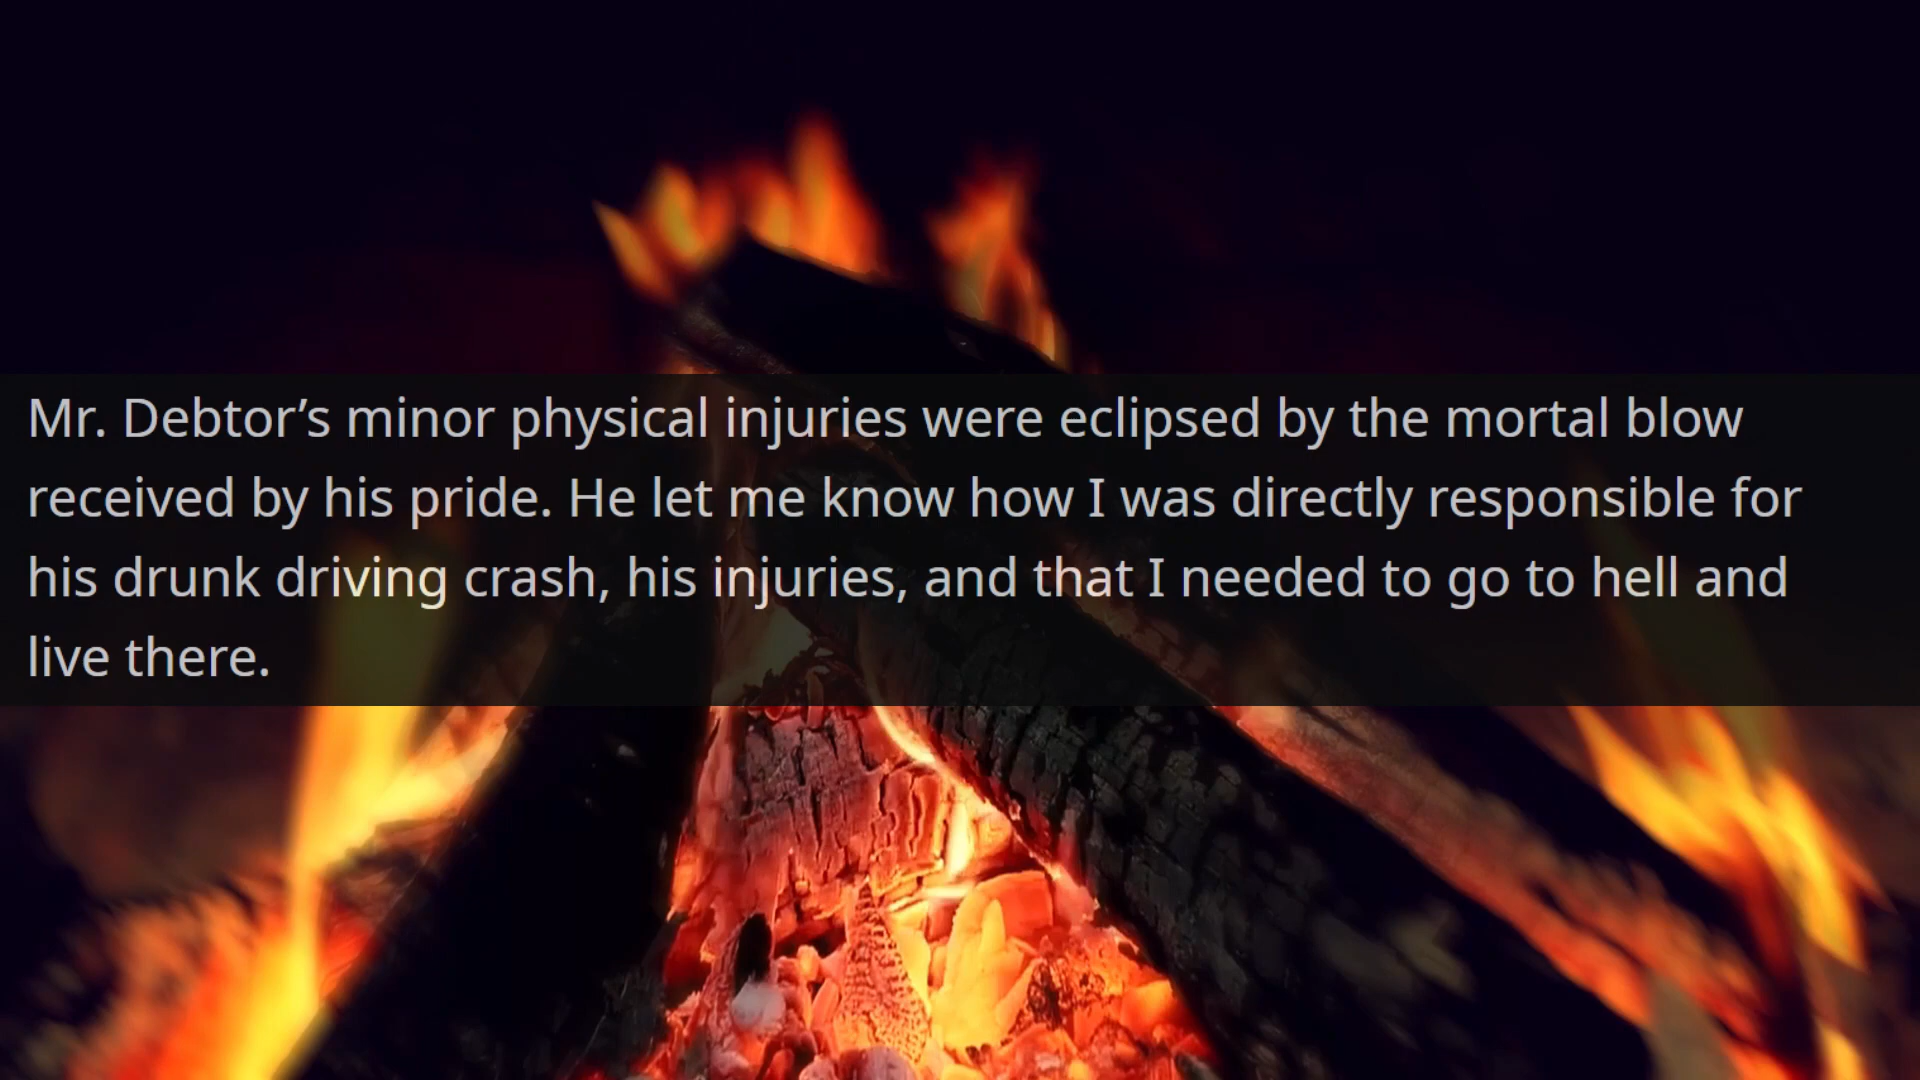 Mr. Debtor’s minor physical injuries were eclipsed by the mortal blow
received by his pride. He let me know how I was directly responsible for
his drunk driving crash, his injuries, and that I needed to go to hell and
live there.